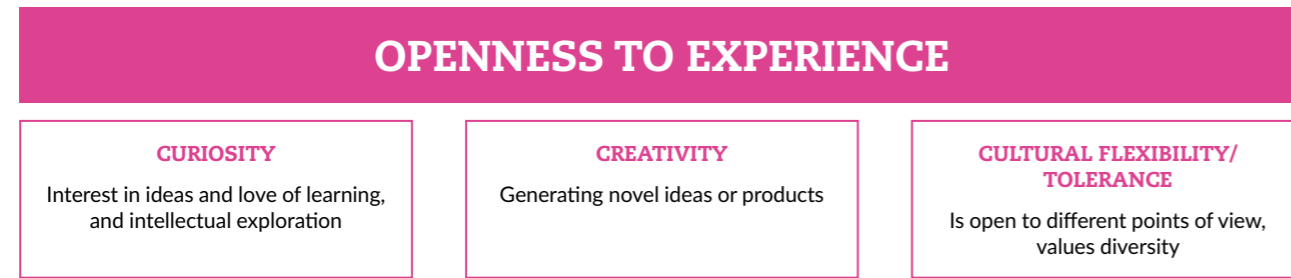 OPENNESS TO EXPERIENCE
CURIOSITY
Interest in ideas and love of learning,
and intellectual exploration
CREATIVITY
Generating novel ideas or products
CULTURAL FLEXIBILITY/
TOLERANCE
Is open to different points of view,
values diversity